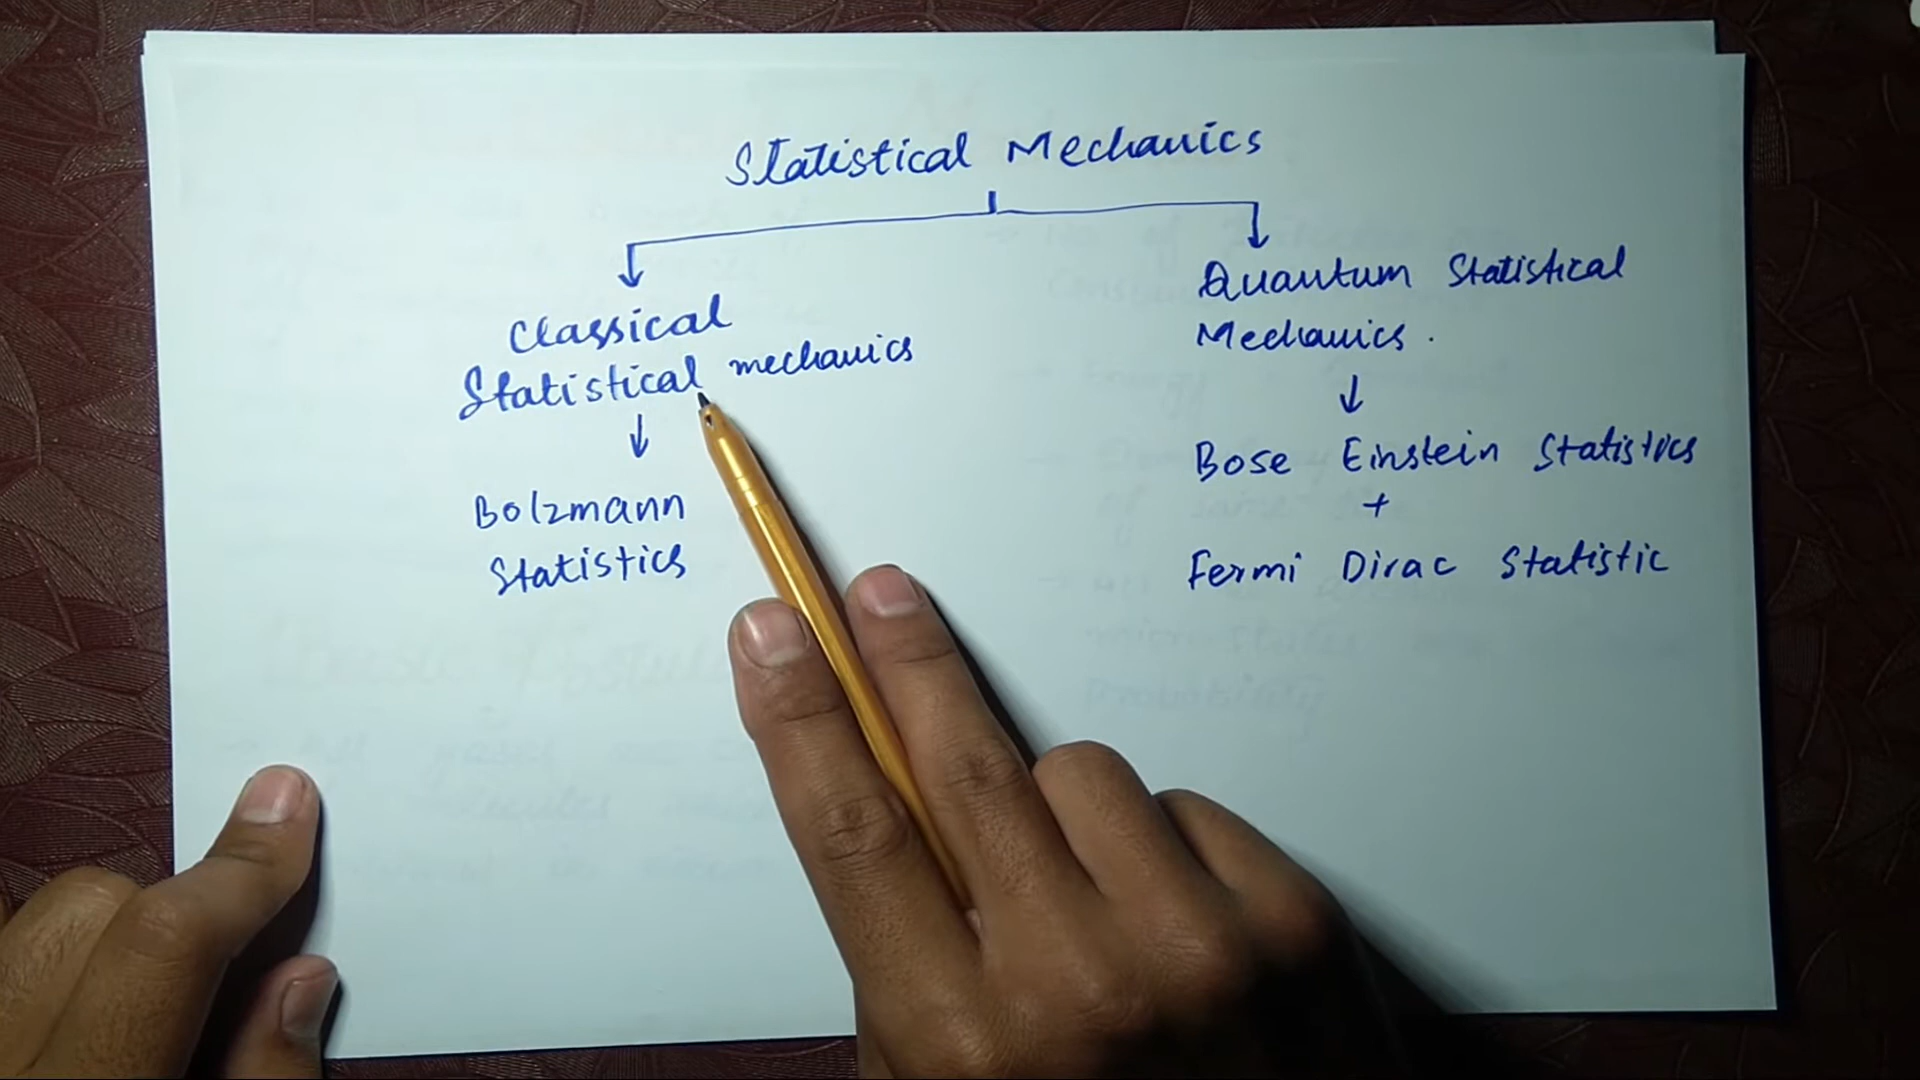 Statistical Mechanics
Classical
Statistical mechanics
Bolzmann
Statistics
Quantum Statistical
Mechanics.
Bose Einstein Statistics
+
Fermi Dirac Statistic